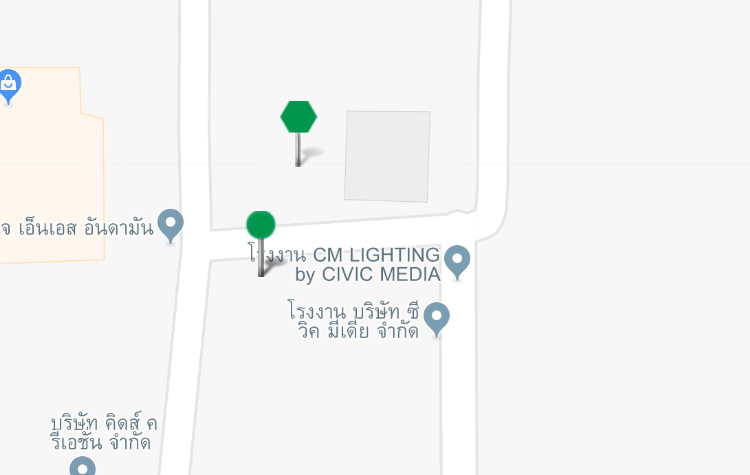 จ เอ็นเอส อันดามัน
โรงงาน CM LIGHTING
by CIVIC MEDIA
โรงงาน บริษัท ซี
วิค มีเดีย จำกัด
บริษัท คิดส์ ค
รีเอชั่น จำกัด